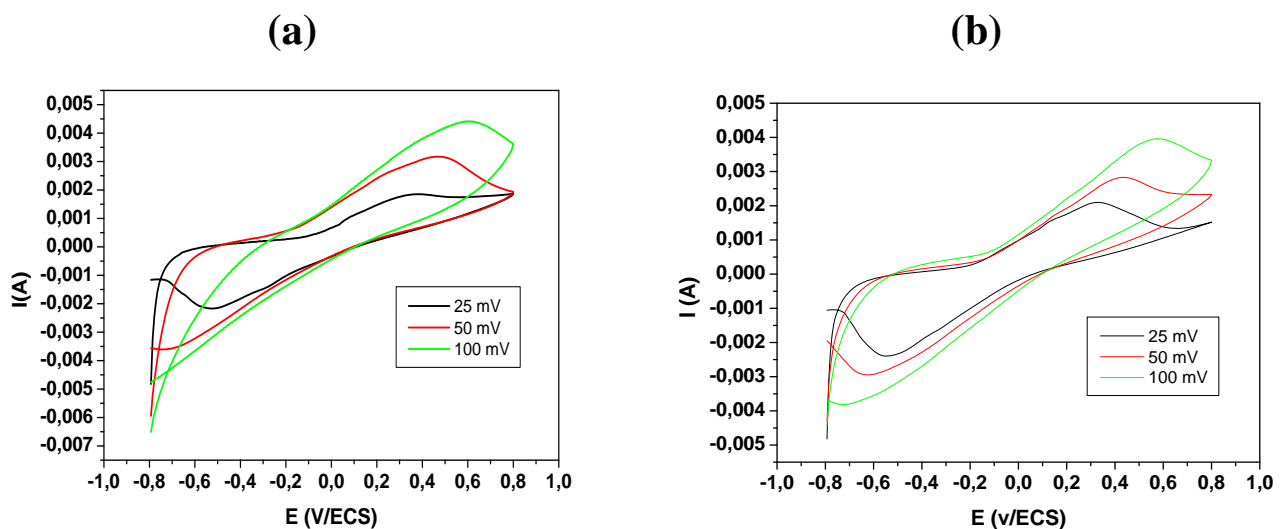 (a)
(b)
0,005
0,004
0,003
0,002
0,001
0,000
-0,001
-0,002
-0,003
-0,004
-0,005
-0,006
-0,007
I(A)
25 mV
50 mV
100 mV
-1,0 -0,8 -0,6 -0,4 -0,2 0,0 0,2 0,4 0,6 0,8 1,0
E (V/ECS)
0,005
0,004
0,003
0,002
0,001
0,000
-0,001
-0,002
-0,003
-0,004
-0,005
I (A)
25 mV
50 mV
100 mV
-1,0 -0,8 -0,6 -0,4 -0,2 0,0 0,2 0,4 0,6 0,8 1,0
E (v/ECS)